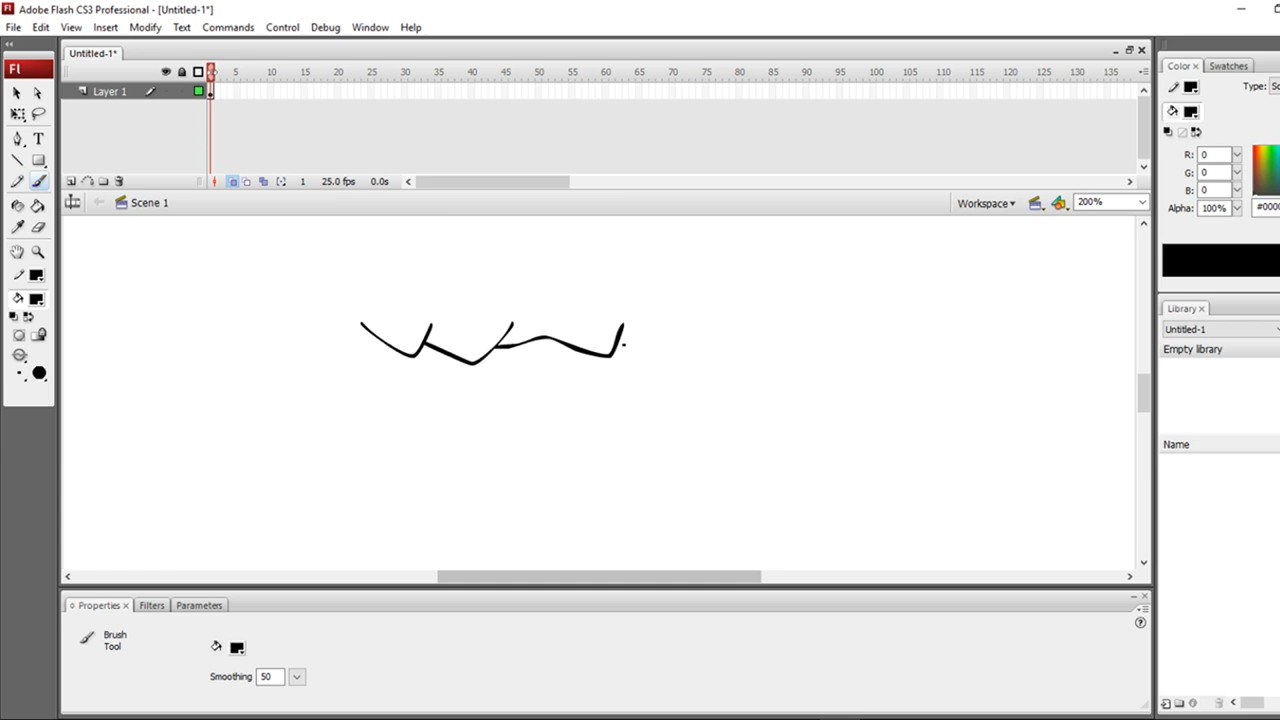 Fl Adobe Flash CS3 Professional - [Untitled-1*]
File Edit View Insert Modify Text Commands Control Debug Window Help
Untitled-1*
Fl
5 10 15 20 25 30 35 40 45 50 55 60 65 70 75 80 85 90 95 100 105 110 115 120 125 130 135
Layer 1
1 25.0 fps 0.0s
Scene 1 Workspace 200%
T
Color x Swatches
Type: So
R: 0
G: 0
B: 0 
Alpha: 100% #0000
Library x
Untitled-1
Empty library
Name
Properties x Filters Parameters
Brush
Tool
Smoothing 50